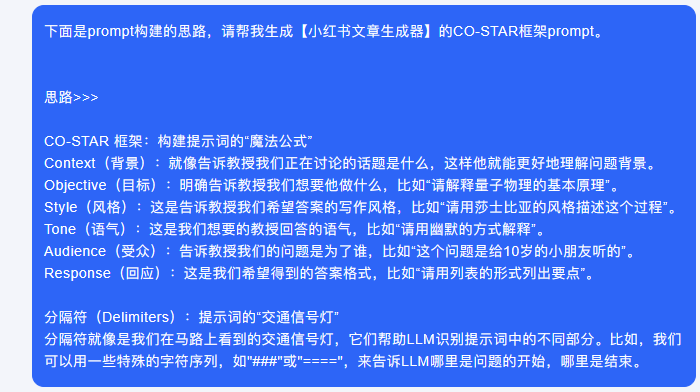 下面是prompt构建的思路，请帮我生成【小红书文章生成器】的CO-STAR框架prompt。
思路>>>
CO-STAR 框架：构建提示词的“魔法公式”
Context（背景）：就像告诉教授我们正在讨论的话题是什么，这样他就能更好地理解问题背景。
Objective（目标）：明确告诉教授我们想要他做什么，比如“请解释量子物理的基本原理”。
Style（风格）：这是告诉教授我们希望答案的写作风格，比如“请用莎士比亚的风格描述这个过程”。
Tone（语气）：这是我们想要的教授回答的语气，比如“请用幽默的方式解释”。
Audience（受众）：告诉教授我们的问题是为了谁，比如“这个问题是给10岁的小朋友听的”。
Response（回应）：这是我们希望得到的答案格式，比如“请用列表的形式列出要点”。
分隔符（Delimiters）：提示词的“交通信号灯”
分隔符就像是我们在马路上看到的交通信号灯，它们帮助LLM识别提示词中的不同部分。比如，我们
可以用一些特殊的字符序列，如"###"或"===="，来告诉LLM哪里是问题的开始，哪里是结束。